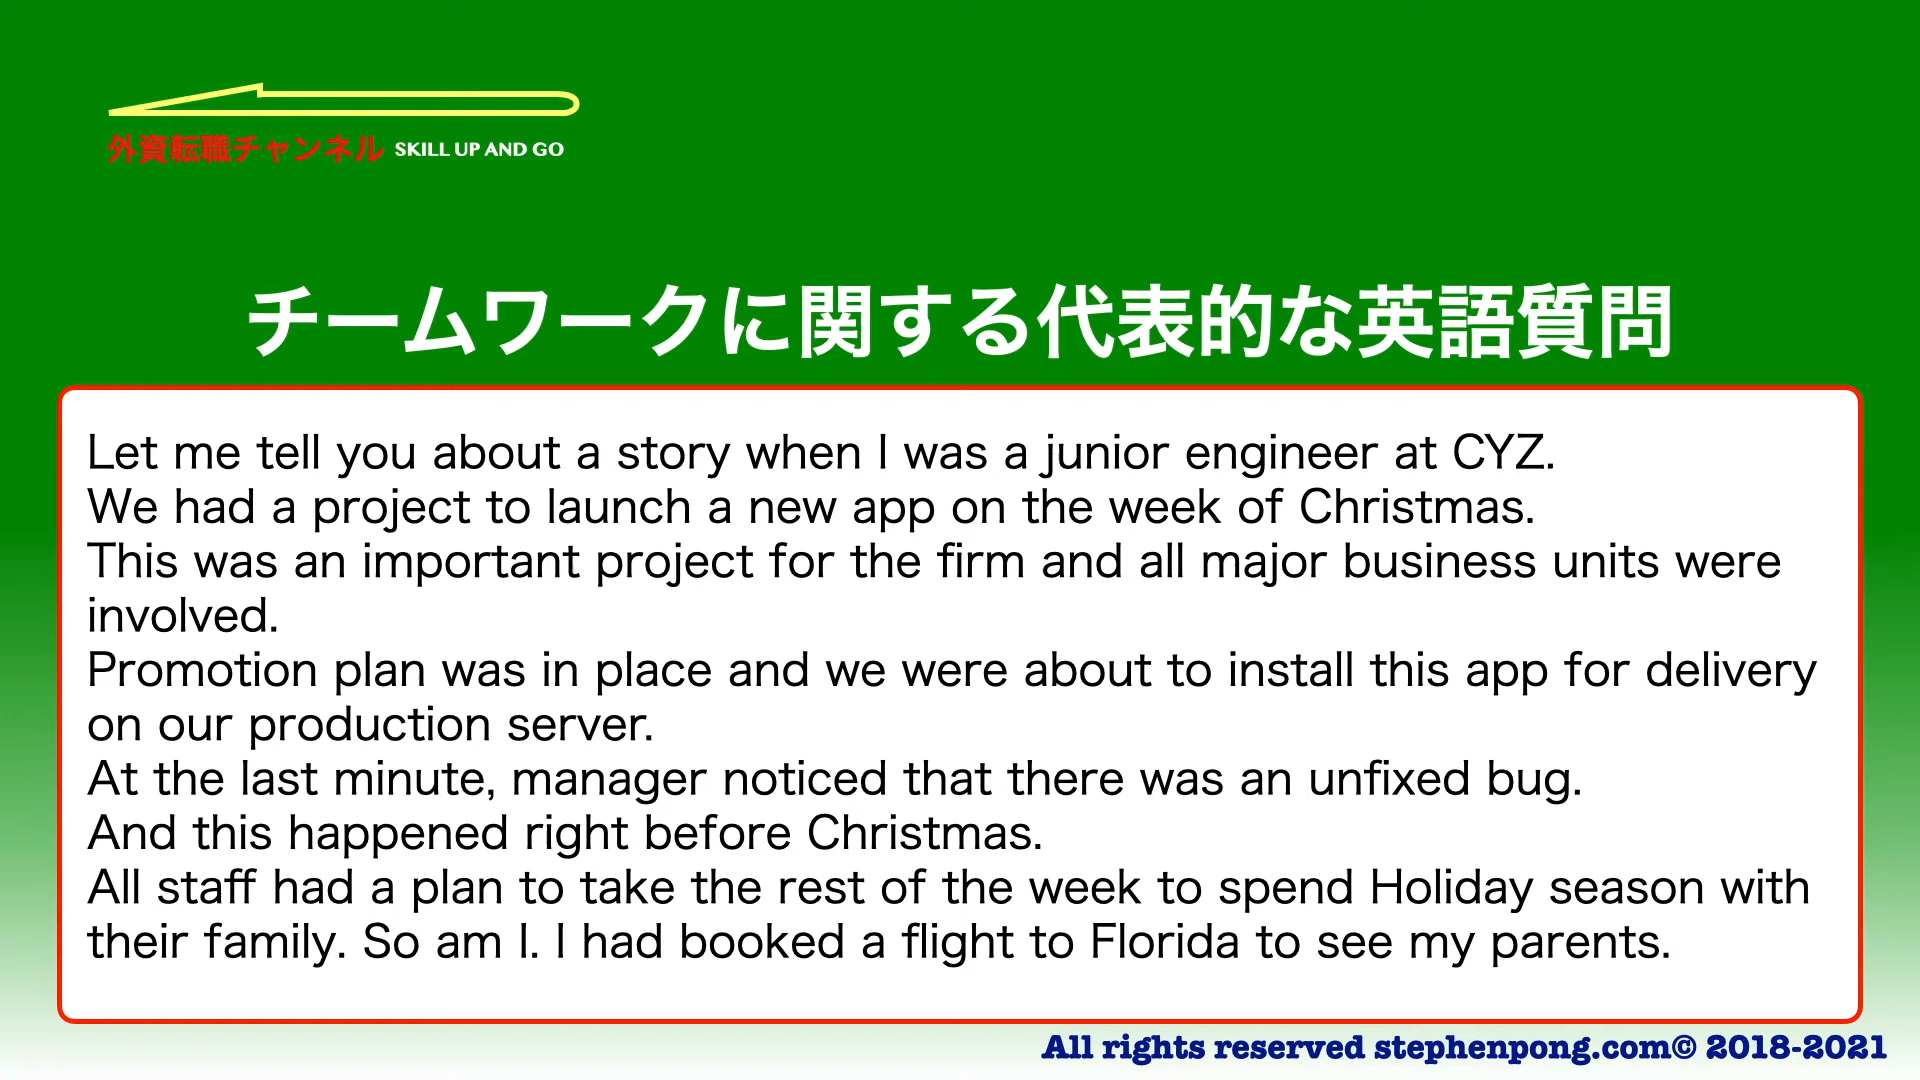 外資転職チャンネル SKILL UP AND GO
チームワークに関する代表的な英語質問
Let me tell you about a story when I was a junior engineer at CYZ.
We had a project to launch a new app on the week of Christmas.
This was an important project for the firm and all major business units were
involved.
Promotion plan was in place and we were about to install this app for delivery
on our production server.
At the last minute, manager noticed that there was an unfixed bug.
And this happened right before Christmas.
All staff had a plan to take the rest of the week to spend Holiday season with
their family. So am I. I had booked a flight to Florida to see my parents.
All rights reserved stephenpong.com© 2018-2021